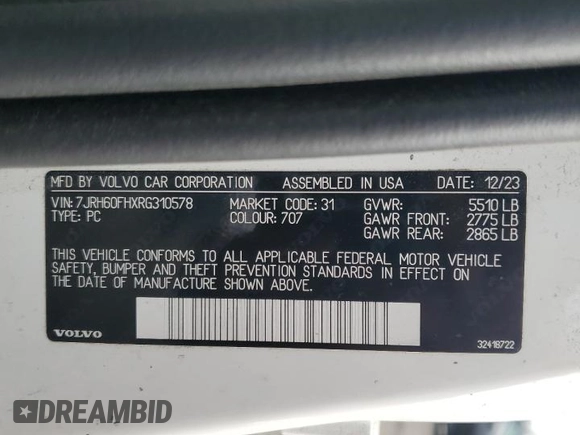 MFD BY VOLVO CAR CORPORATION ASSEMBLED IN USA DATE: 12/23
VIN: 7JRH60FHXRG310578 MARKET CODE: 31 GVWR: 5510 LB
TYPE: PC COLOUR: 707 GAWR FRONT: 2775 LB
GAWR REAR: 2865 LB
THIS VEHICLE CONFORMS TO ALL APPLICABLE FEDERAL MOTOR VEHICLE
SAFETY, BUMPER AND THEFT PREVENTION STANDARDS IN EFFECT ON
THE DATE OF MANUFACTURE SHOWN ABOVE.
VOLVO
32418722
DREAMBID